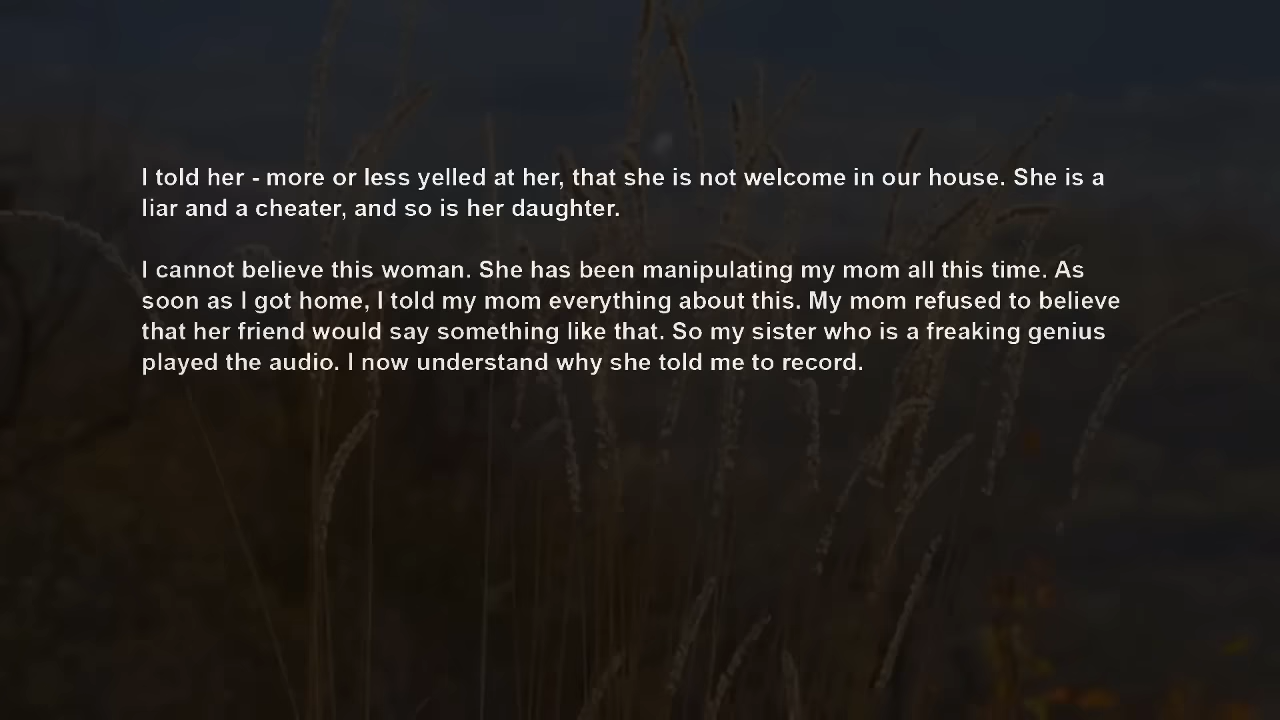 I told her - more or less yelled at her, that she is not welcome in our house. She is a
liar and a cheater, and so is her daughter.
I cannot believe this woman. She has been manipulating my mom all this time. As
soon as I got home, I told my mom everything about this. My mom refused to believe
that her friend would say something like that. So my sister who is a freaking genius
played the audio. I now understand why she told me to record.